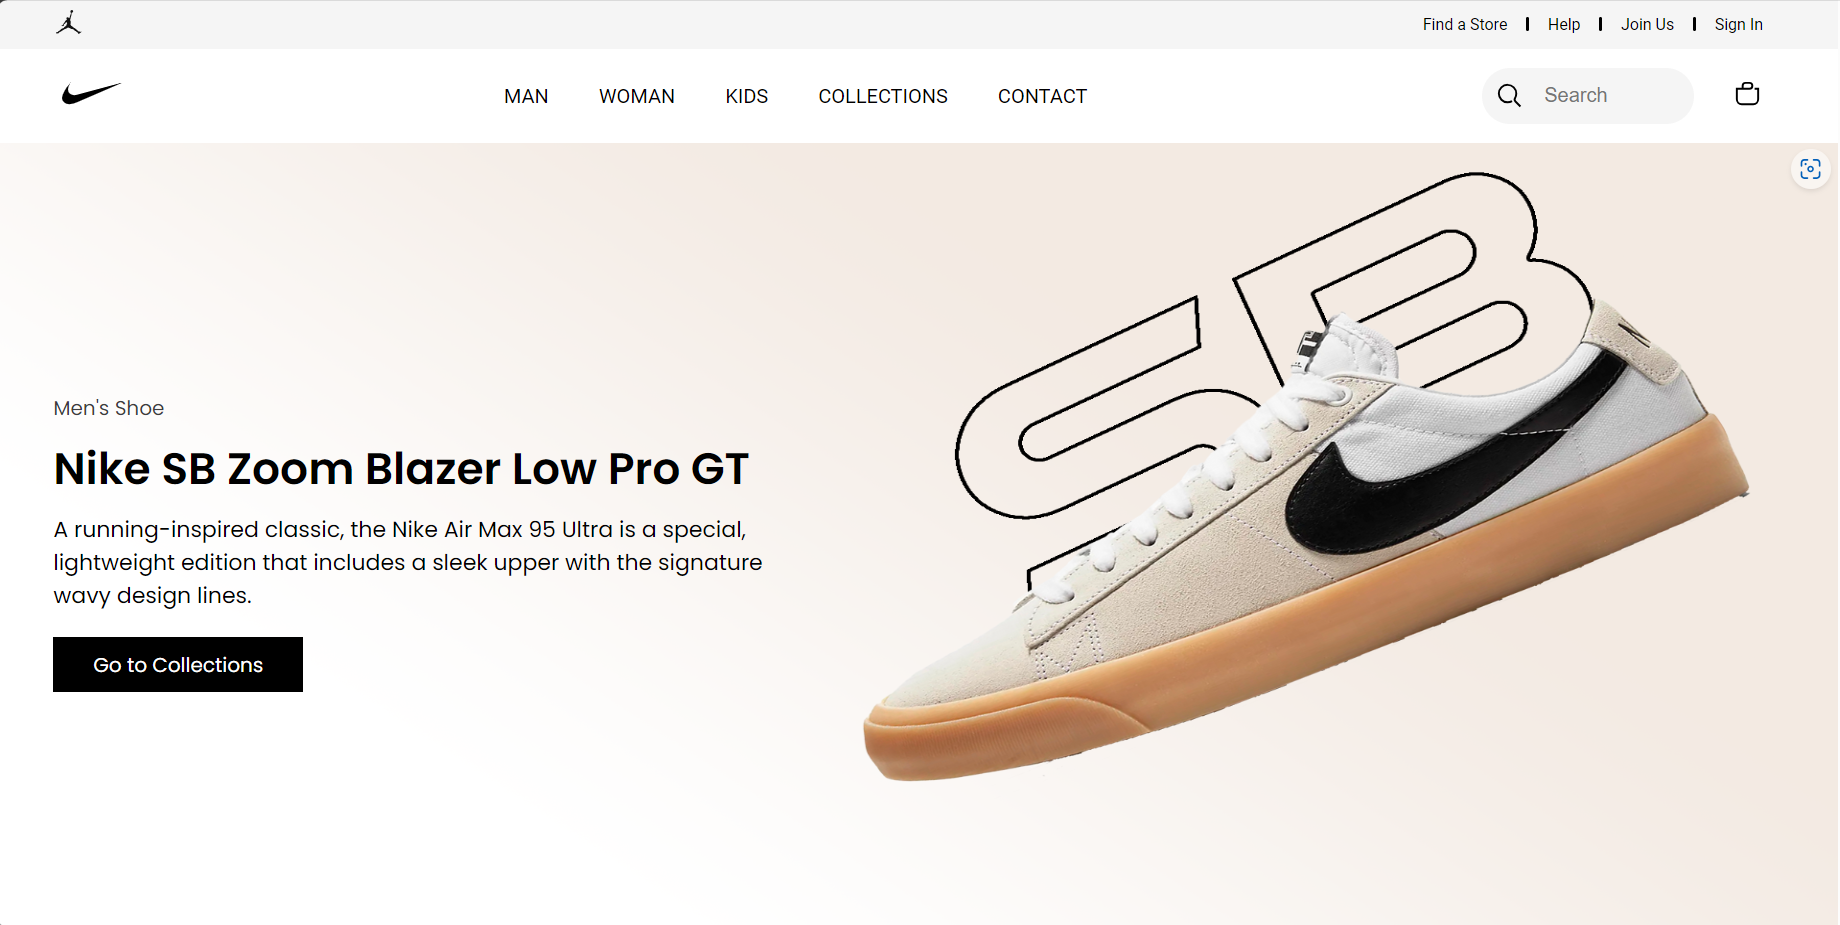 Find a Store
Help
Join Us
Sign In
MAN
WOMAN
KIDS
COLLECTIONS
CONTACT
Search
SB
Men's Shoe
Nike SB Zoom Blazer Low Pro GT
A running-inspired classic, the Nike Air Max 95 Ultra is a special,
lightweight edition that includes a sleek upper with the signature
wavy design lines.
Go to Collections